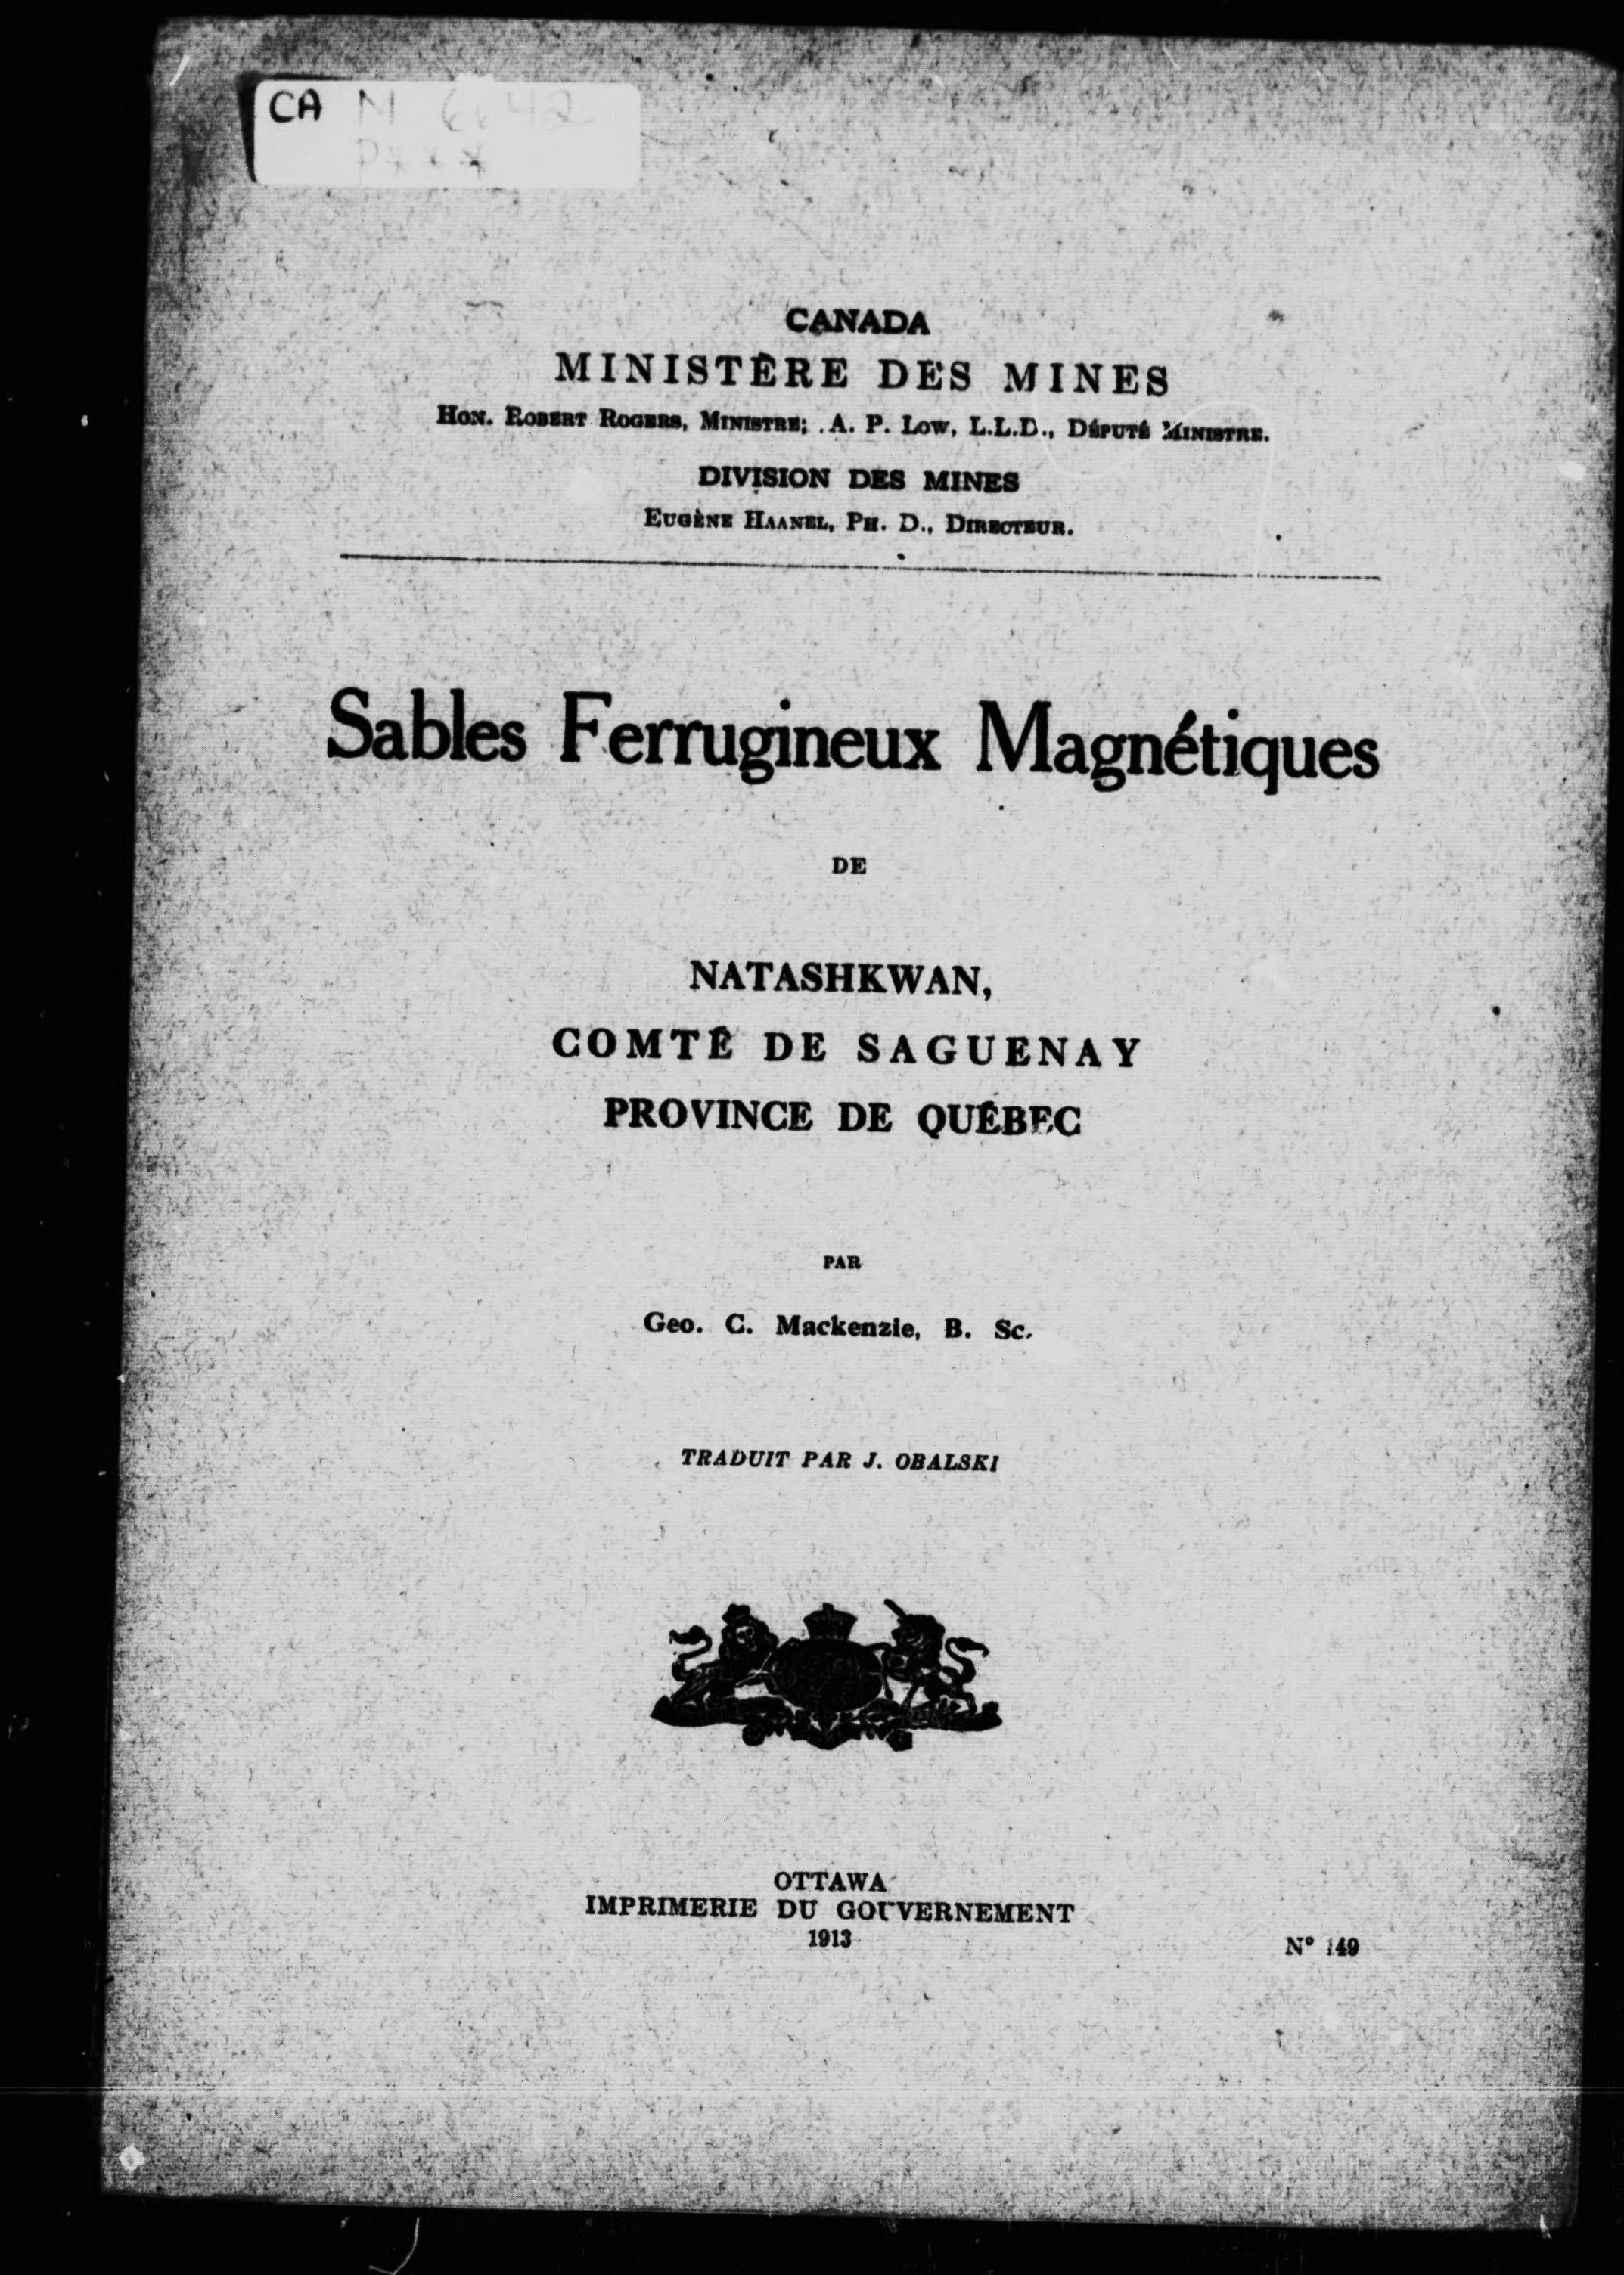 CA
CANADA
MINISTÈRE DES MINES
HON. ROBERT ROGERS, MINISTRE; A. P. LOW, L.L.D., DÉPUTÉ MINISTRE.
DIVISION DES MINES
EUGÈNE HAANEL, PH. D., DIRECTEUR.
Sables Ferrugineux Magnétiques
DE
NATASHKWAN,
COMTÉ DE SAGUENAY
PROVINCE DE QUÉBEC
PAR
Geo. C. Mackenzie, B. Sc.
TRADUIT PAR J. OBALSKI
OTTAWA
IMPRIMERIE DU GOUVERNEMENT
1913
N° 149